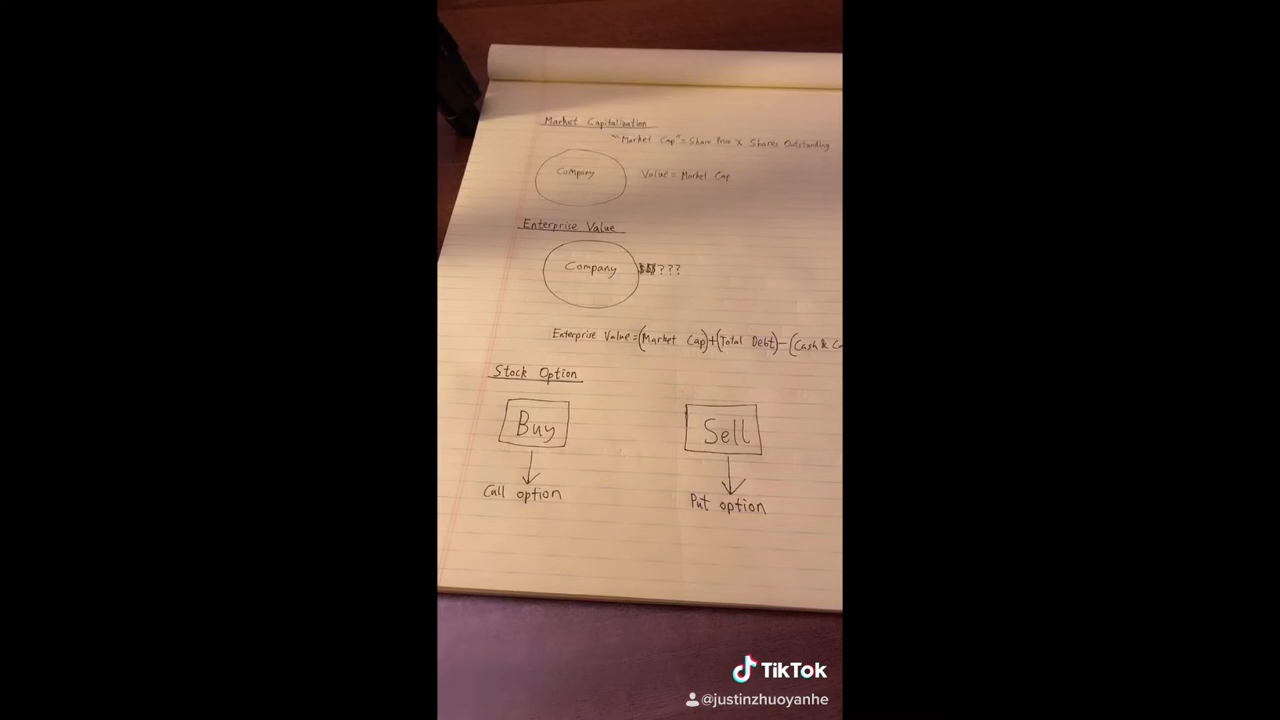 Market Capitalization
"Market Cap" = Share Price X Shares Outstanding
Company
Value = Market Cap
Enterprise Value
Company
$$$???
Enterprise Value = (Market Cap) + (Total Debt) - (Cash & Ca
Stock Option
Buy
Sell
Call option
Put option
TikTok
@justinzhuoyanhe